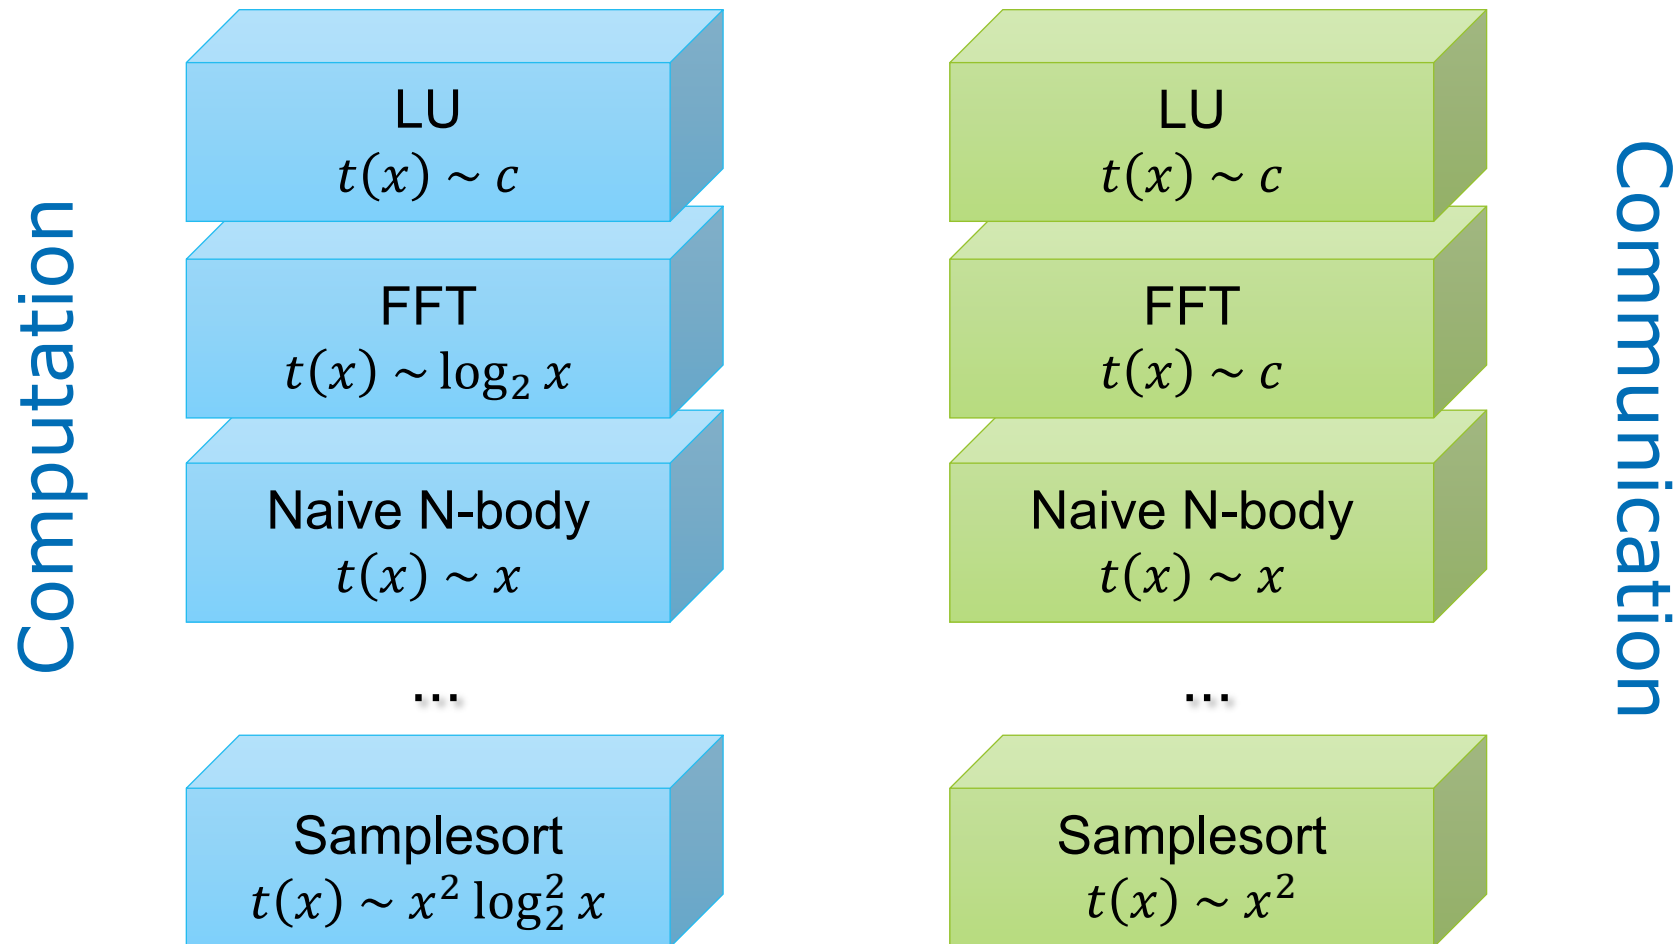 Computation
LU
t(x) ~ c
FFT
t(x) ~ log₂ x
Naive N-body
t(x) ~ x
...
Samplesort
t(x) ~ x² log₂² x
LU
t(x) ~ c
FFT
t(x) ~ c
Naive N-body
t(x) ~ x
...
Samplesort
t(x) ~ x²
Communication